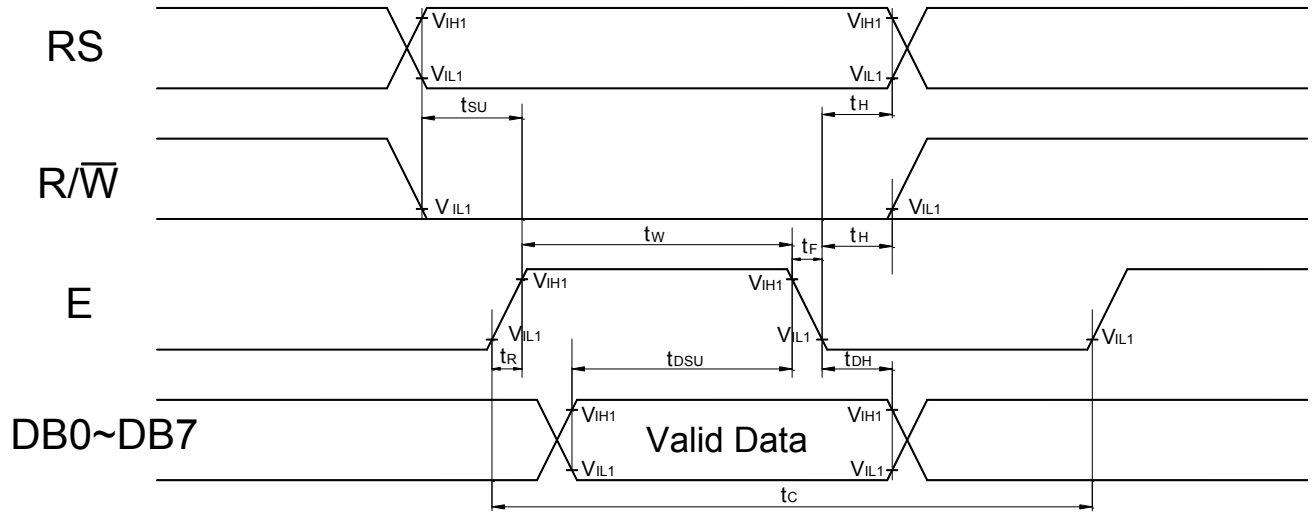 RS
VIH1
VIH1
VIL1
VIL1
tSU
tH
R/W̅
VIL1
VIL1
tW
tF
tH
E
VIH1
VIH1
VIL1
VIL1
VIL1
tR
tDSU
tDH
DB0~DB7
VIH1
Valid Data
VIH1
VIL1
VIL1
tC